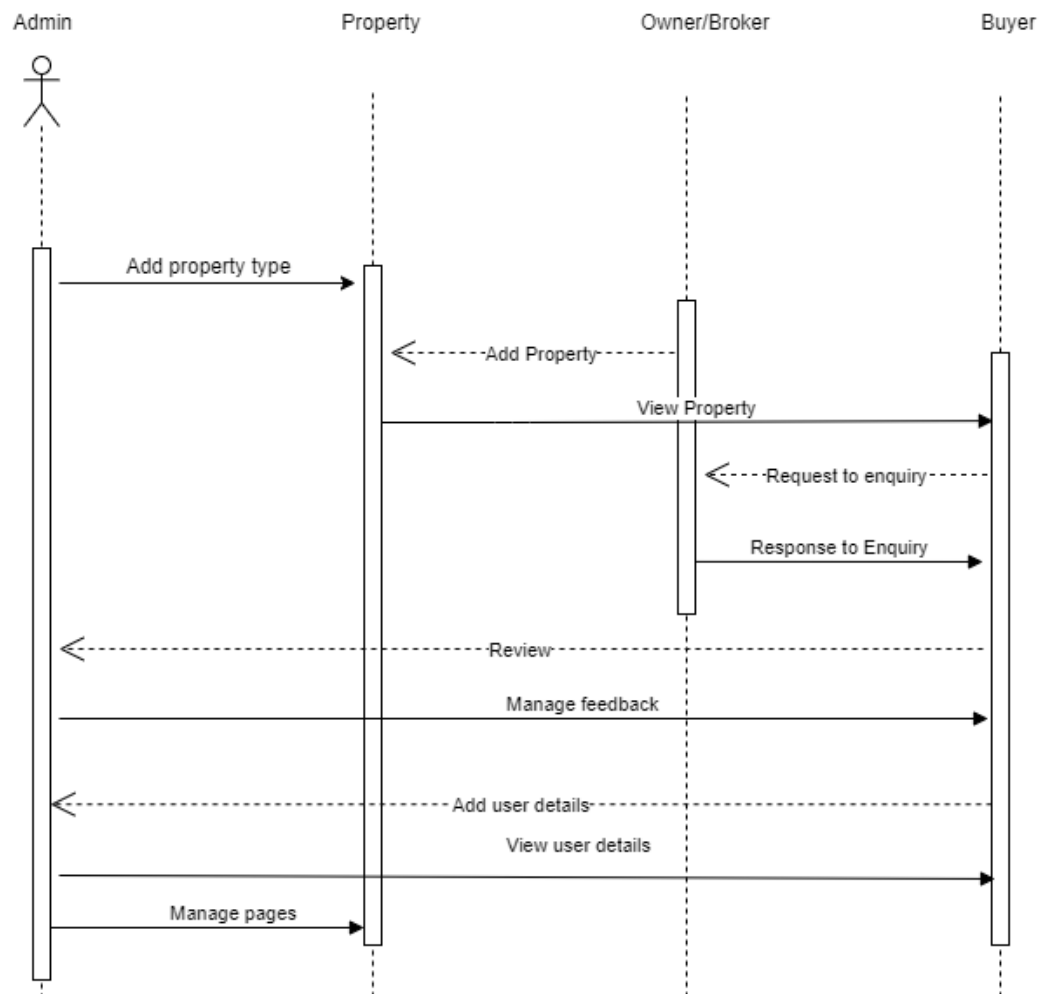 Admin
Property
Owner/Broker
Buyer
Add property type
Add Property
View Property
Request to enquiry
Response to Enquiry
Review
Manage feedback
Add user details
View user details
Manage pages